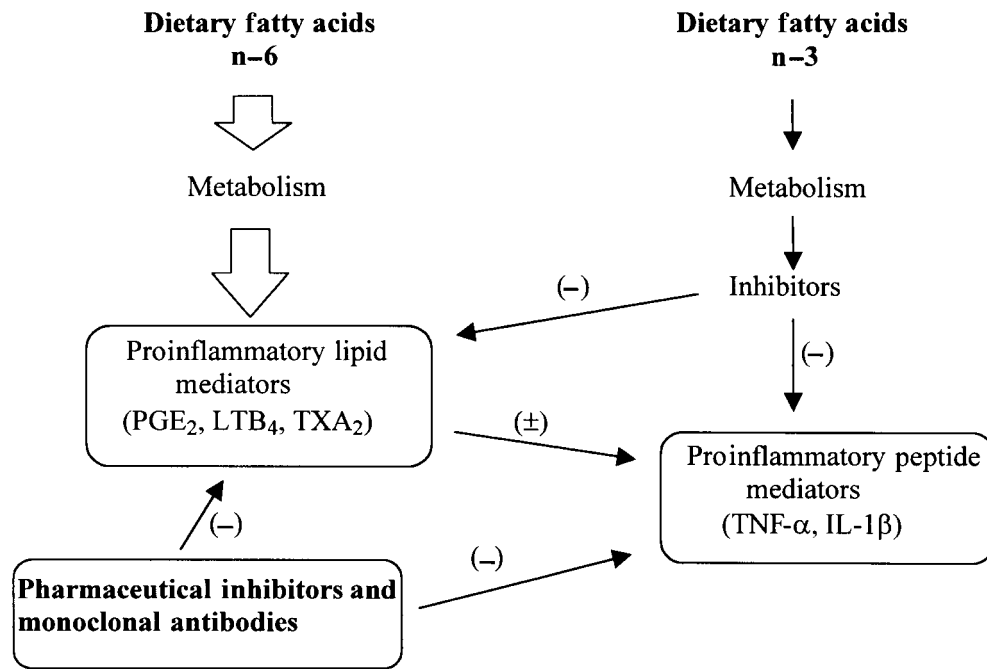 Dietary fatty acids
n–6
Dietary fatty acids
n–3
Metabolism
Metabolism
Inhibitors
(–)
(–)
Proinflammatory lipid
mediators
(PGE₂, LTB₄, TXA₂)
(±)
Proinflammatory peptide
mediators
(TNF-α, IL-1β)
(–)
(–)
Pharmaceutical inhibitors and
monoclonal antibodies